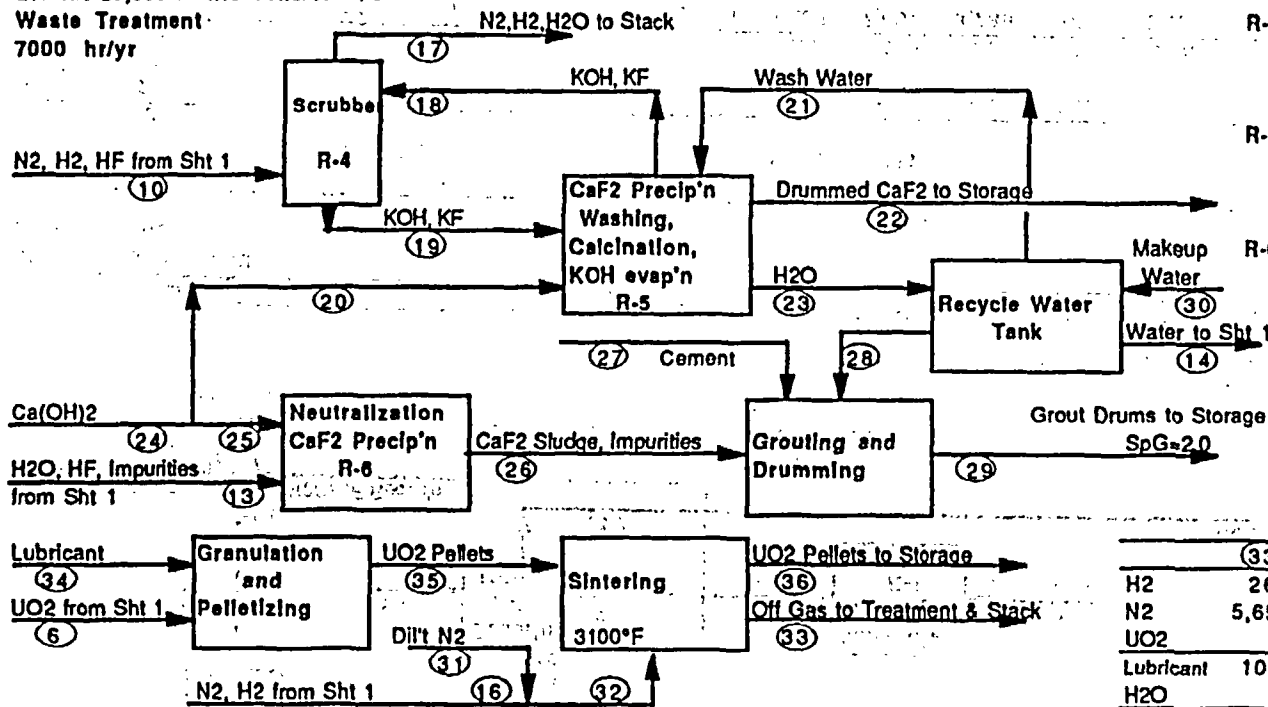 Waste Treatment
7000 hr/yr
N2,H2,H2O to Stack
17
R-
KOH, KF
18
Wash Water
21
Scrubbe
R-4
R-
N2, H2, HF from Sht 1
10
CaF2 Precip'n
Washing,
Calcination,
KOH evap'n
R-5
Drummed CaF2 to Storage
22
KOH, KF
19
Makeup
Water
30
20
H2O
23
Recycle Water
Tank
Water to Sht 1
14
27
Cement
28
Ca(OH)2
24
25
Neutralization
CaF2 Precip'n
R-6
CaF2 Sludge, Impurities
26
Grouting and
Drumming
Grout Drums to Storage
SpG=2.0
29
H2O, HF, Impurities
13
from Sht 1
Lubricant
34
Granulation
and
Pelletizing
UO2 Pellets
35
Sintering
3100°F
UO2 Pellets to Storage
36
UO2 from Sht 1
6
Off Gas to Treatment & Stack
33
Dil't N2
31
N2, H2 from Sht 1
16
32
33
H2 26
N2 5,65
UO2
Lubricant 10
H2O